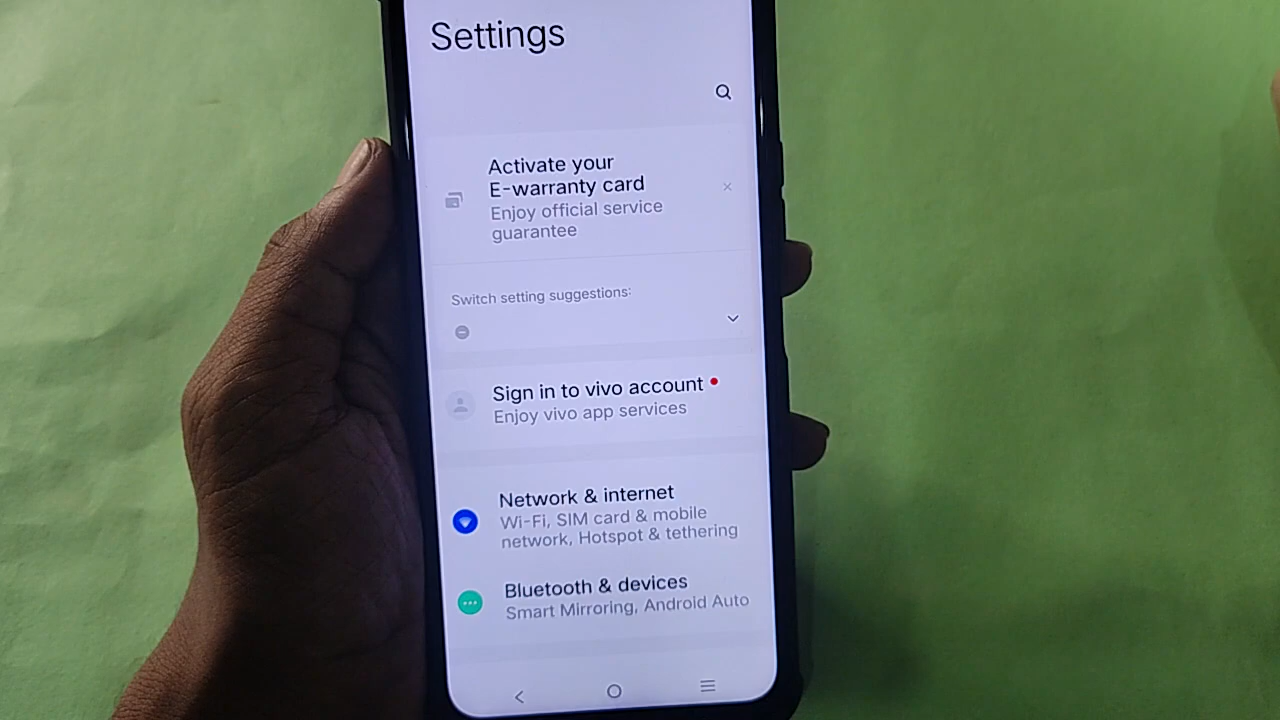 Settings
Activate your
E-warranty card
Enjoy official service
guarantee
Switch setting suggestions:
Sign in to vivo account
Enjoy vivo app services
Network & internet
Wi-Fi, SIM card & mobile
network, Hotspot & tethering
Bluetooth & devices
Smart Mirroring, Android Auto